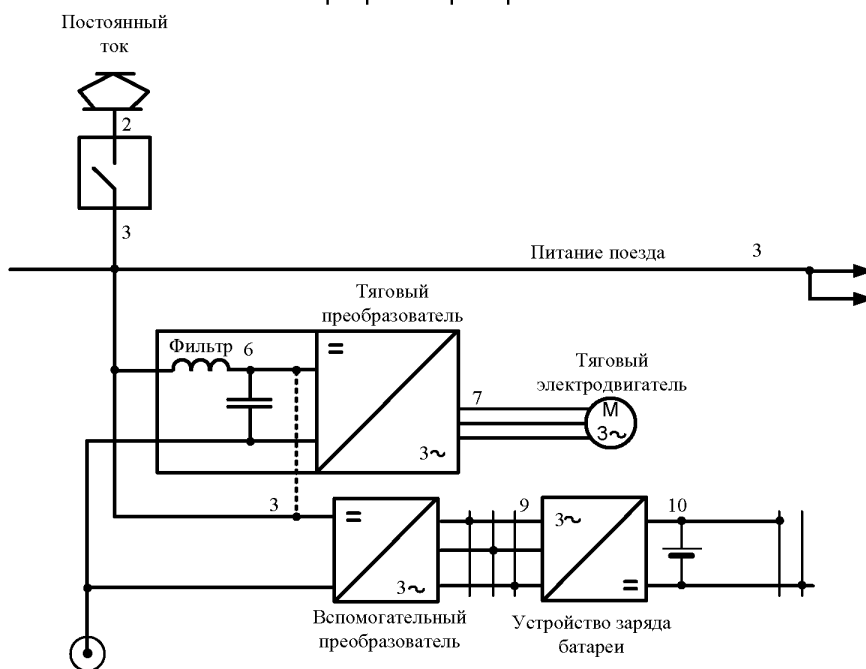 Постоянный
ток
2
3
Питание поезда 3
Тяговый
преобразователь
Фильтр 6
=
3~
7
Тяговый
электродвигатель
M
3~
3
=
3~
9
3~
=
10
Вспомогательный
преобразователь
Устройство заряда
батареи